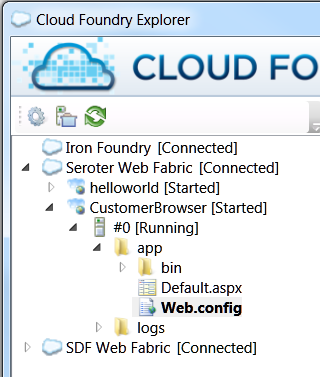 Cloud Foundry Explorer
CLOUD FO
Iron Foundry [Connected]
Seroter Web Fabric [Connected]
helloworld [Started]
CustomerBrowser [Started]
#0 [Running]
app
bin
Default.aspx
Web.config
logs
SDF Web Fabric [Connected]